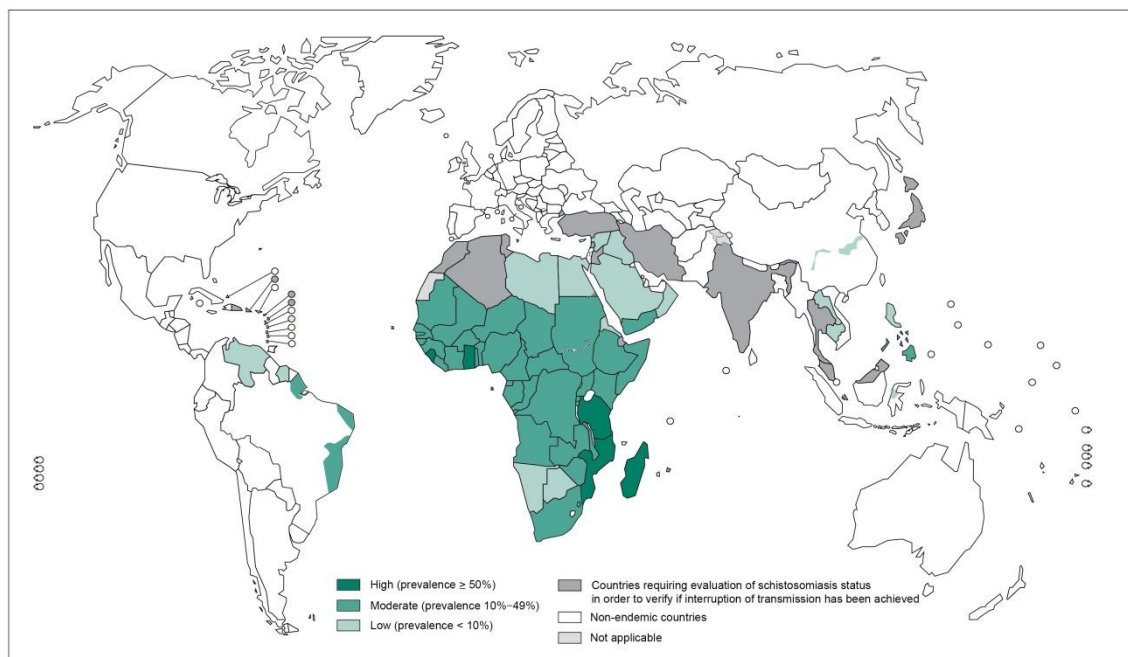 High (prevalence ≥ 50%)
Moderate (prevalence 10%–49%)
Low (prevalence < 10%)
Countries requiring evaluation of schistosomiasis status
in order to verify if interruption of transmission has been achieved
Non-endemic countries
Not applicable